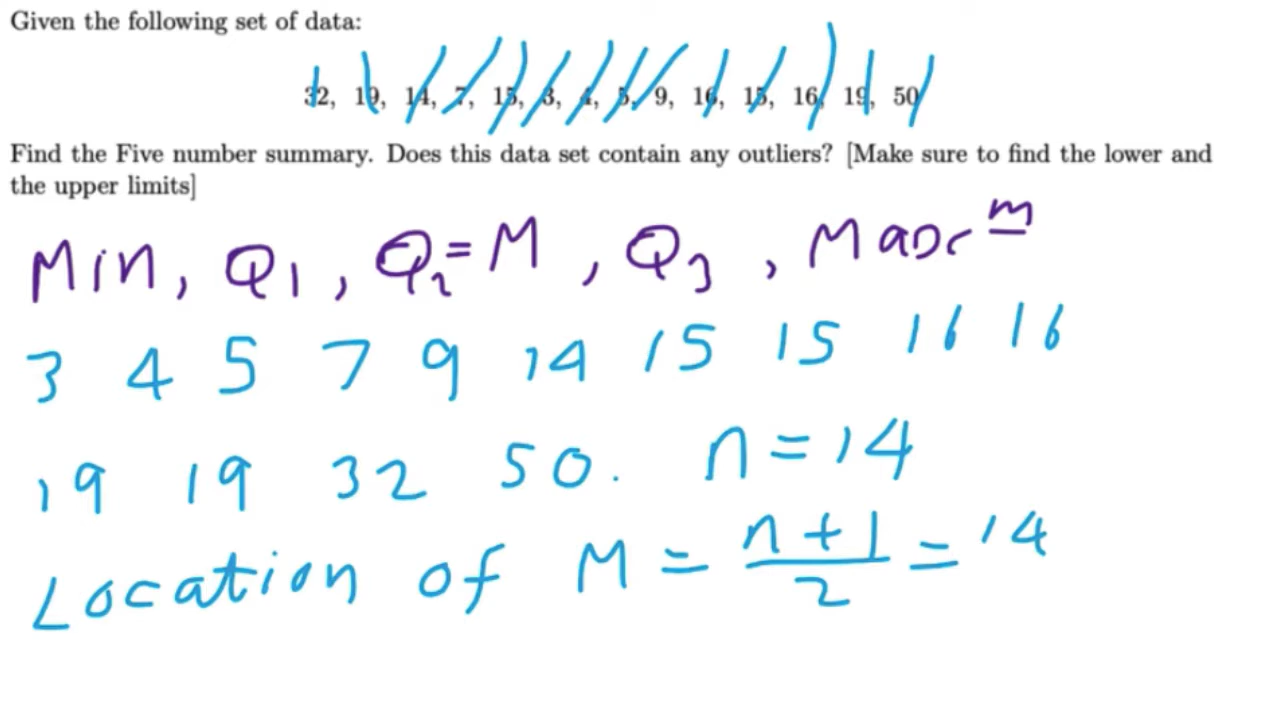 Given the following set of data:
32, 19, 14, 7, 15, 3, 4, 5, 9, 16, 15, 16, 19, 50
Find the Five number summary. Does this data set contain any outliers? [Make sure to find the lower and
the upper limits]
Min, Q1, Q2=M, Q3, Maxm
3 4 5 7 9 14 15 15 16 16
19 19 32 50. n=14
Location of M = n+1/2 = 14